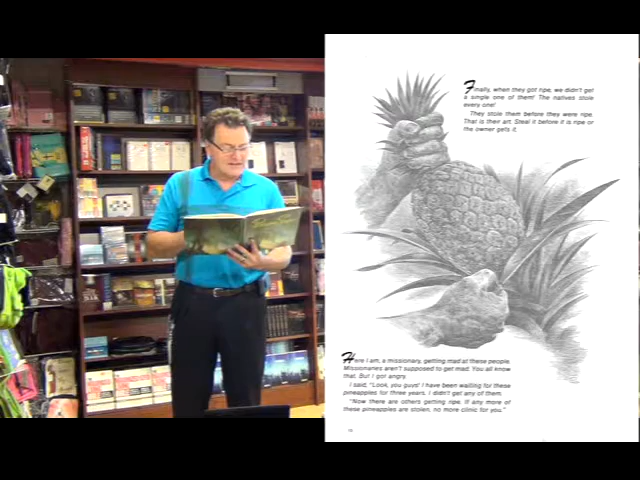 Finally, when they got ripe, we didn't get
a single one of them! The natives stole
every one!
They stole them before they were ripe.
That is their art. Steal it before it is ripe or
the owner gets it.
Here I am, a missionary, getting mad at these people.
Missionaries aren't supposed to get mad. You all know
that. But I got angry.
I said, "Look, you guys! I have been waiting for these
pineapples for three years. I didn't get any of them.
"Now there are others getting ripe. If any more of
these pineapples are stolen, no more clinic for you."